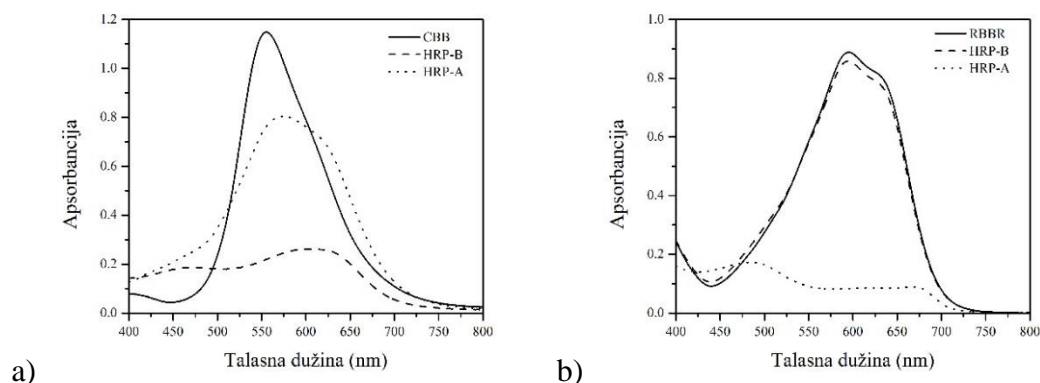 1.2
1.0
0.8
0.6
0.4
0.2
0.0
400 450 500 550 600 650 700 750 800
Apsorbancija
Talasna dužina (nm)
CBB
HRP-B
HRP-A
a)
1.0
0.8
0.6
0.4
0.2
0.0
400 450 500 550 600 650 700 750 800
Apsorbancija
Talasna dužina (nm)
RBBR
HRP-B
HRP-A
b)